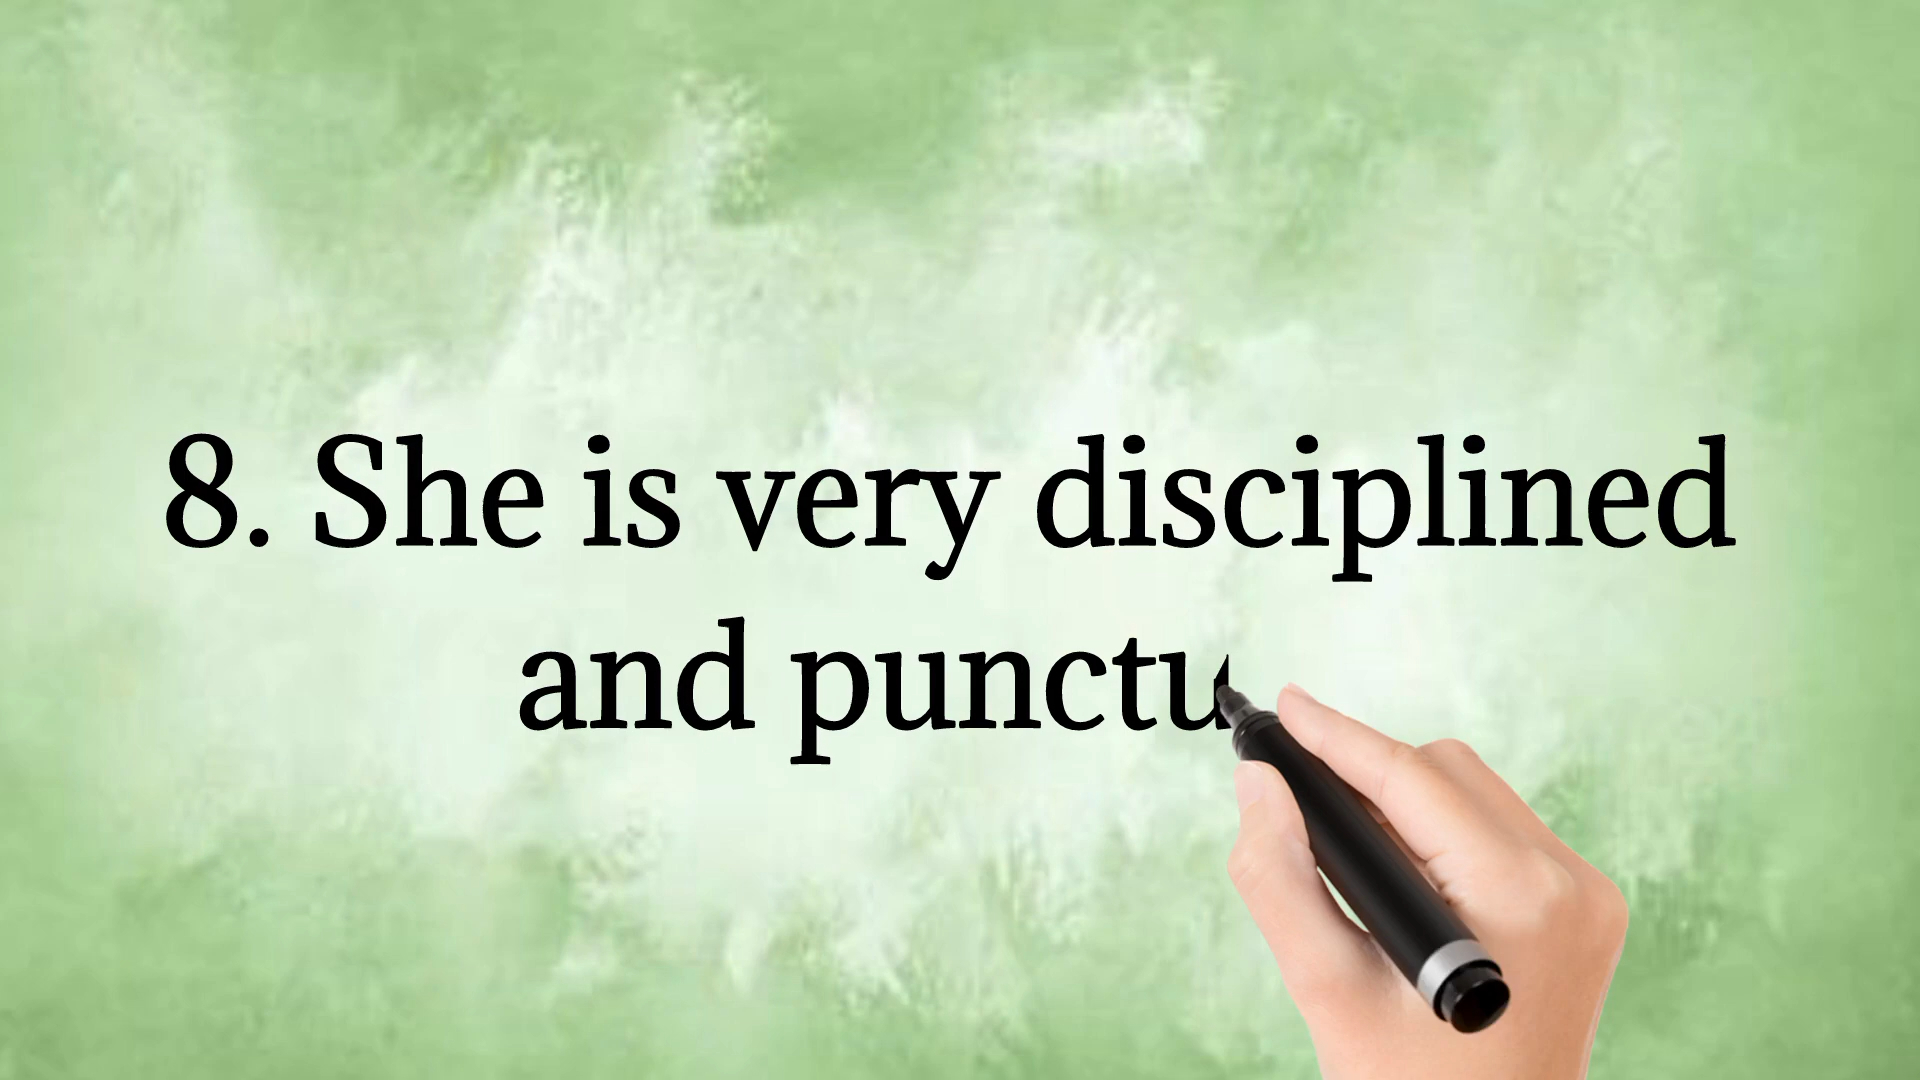 8. She is very disciplined
and punctu